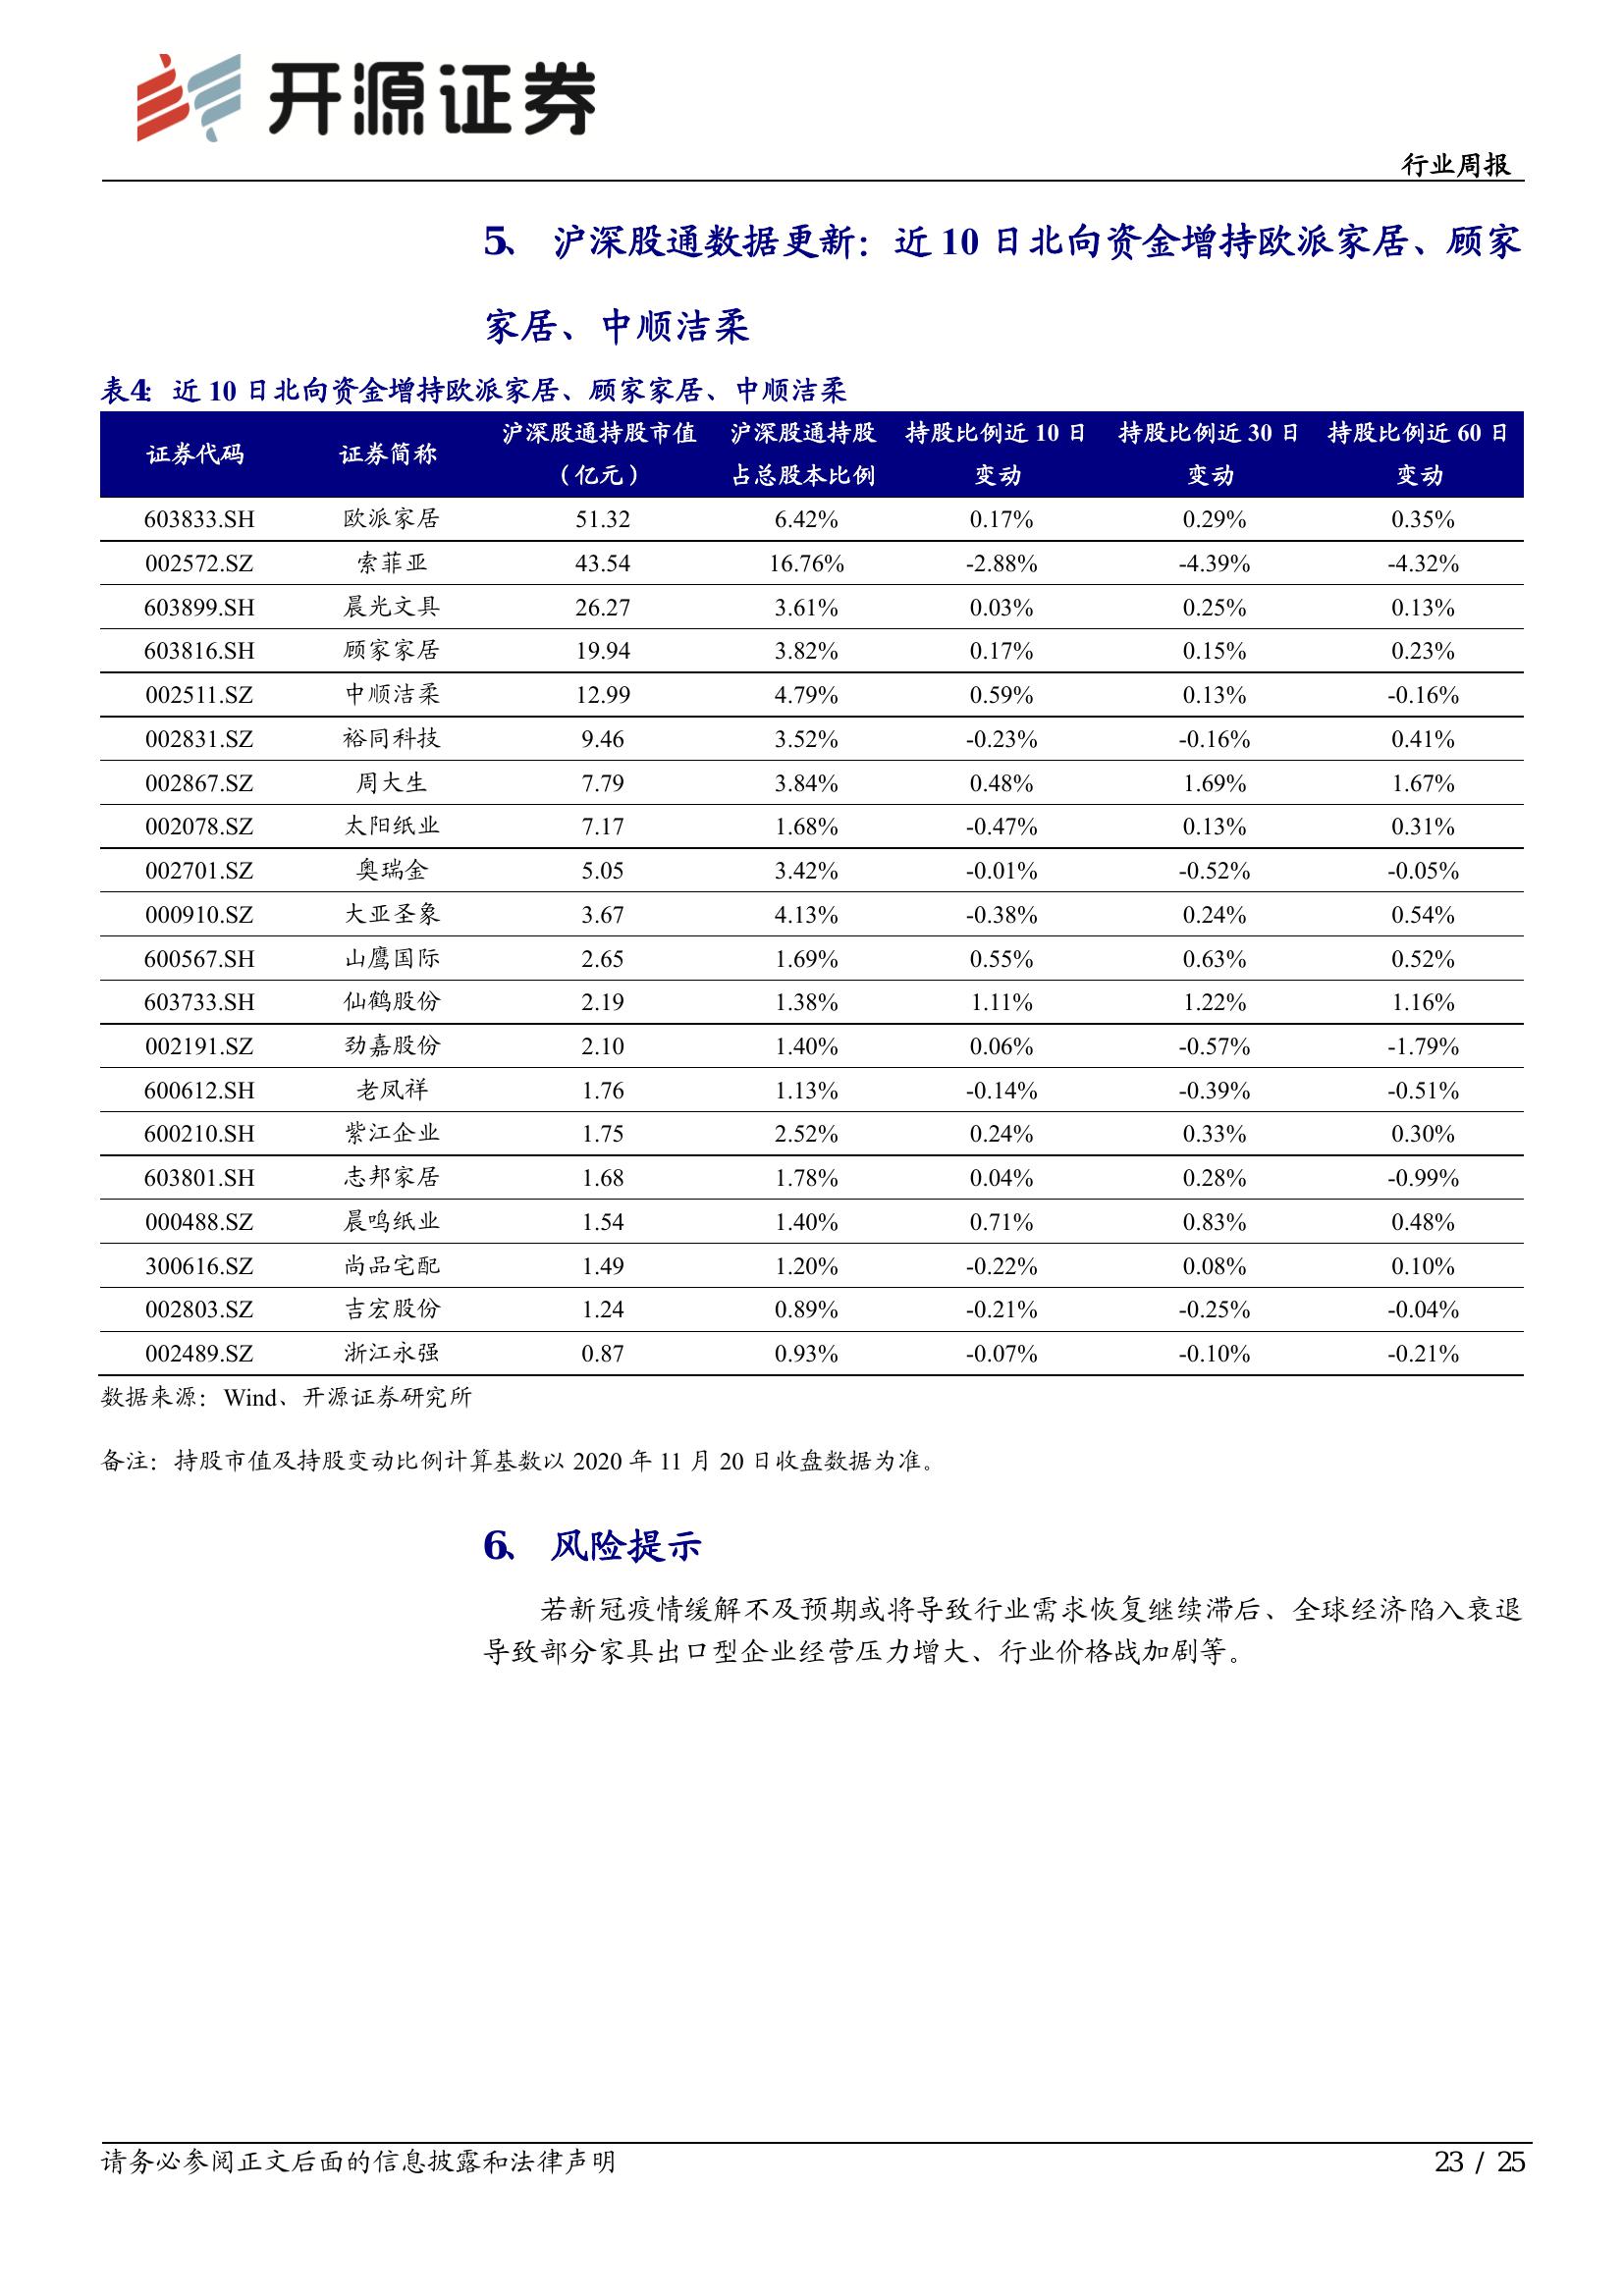 开源证券
行业周报
5、 沪深股通数据更新：近 10 日北向资金增持欧派家居、顾家
家居、中顺洁柔
表4：近 10 日北向资金增持欧派家居、顾家家居、中顺洁柔
证券代码 证券简称 沪深股通持股市值（亿元） 沪深股通持股占总股本比例 持股比例近 10 日变动 持股比例近 30 日变动 持股比例近 60 日变动
603833.SH 欧派家居 51.32 6.42% 0.17% 0.29% 0.35%
002572.SZ 索菲亚 43.54 16.76% -2.88% -4.39% -4.32%
603899.SH 晨光文具 26.27 3.61% 0.03% 0.25% 0.13%
603816.SH 顾家家居 19.94 3.82% 0.17% 0.15% 0.23%
002511.SZ 中顺洁柔 12.99 4.79% 0.59% 0.13% -0.16%
002831.SZ 裕同科技 9.46 3.52% -0.23% -0.16% 0.41%
002867.SZ 周大生 7.79 3.84% 0.48% 1.69% 1.67%
002078.SZ 太阳纸业 7.17 1.68% -0.47% 0.13% 0.31%
002701.SZ 奥瑞金 5.05 3.42% -0.01% -0.52% -0.05%
000910.SZ 大亚圣象 3.67 4.13% -0.38% 0.24% 0.54%
600567.SH 山鹰国际 2.65 1.69% 0.55% 0.63% 0.52%
603733.SH 仙鹤股份 2.19 1.38% 1.11% 1.22% 1.16%
002191.SZ 劲嘉股份 2.10 1.40% 0.06% -0.57% -1.79%
600612.SH 老凤祥 1.76 1.13% -0.14% -0.39% -0.51%
600210.SH 紫江企业 1.75 2.52% 0.24% 0.33% 0.30%
603801.SH 志邦家居 1.68 1.78% 0.04% 0.28% -0.99%
000488.SZ 晨鸣纸业 1.54 1.40% 0.71% 0.83% 0.48%
300616.SZ 尚品宅配 1.49 1.20% -0.22% 0.08% 0.10%
002803.SZ 吉宏股份 1.24 0.89% -0.21% -0.25% -0.04%
002489.SZ 浙江永强 0.87 0.93% -0.07% -0.10% -0.21%
数据来源：Wind、开源证券研究所
备注：持股市值及持股变动比例计算基数以 2020 年 11 月 20 日收盘数据为准。
6、 风险提示
若新冠疫情缓解不及预期或将导致行业需求恢复继续滞后、全球经济陷入衰退
导致部分家具出口型企业经营压力增大、行业价格战加剧等。
请务必参阅正文后面的信息披露和法律声明
23 / 25